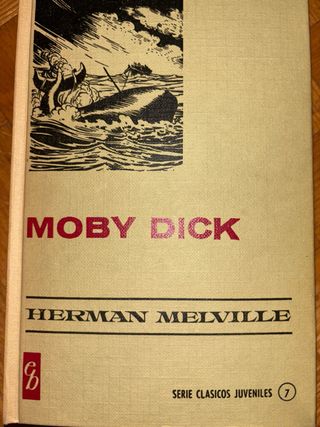 MOBY DICK
HERMAN MELVILLE
SERIE CLASICOS JUVENILES 7